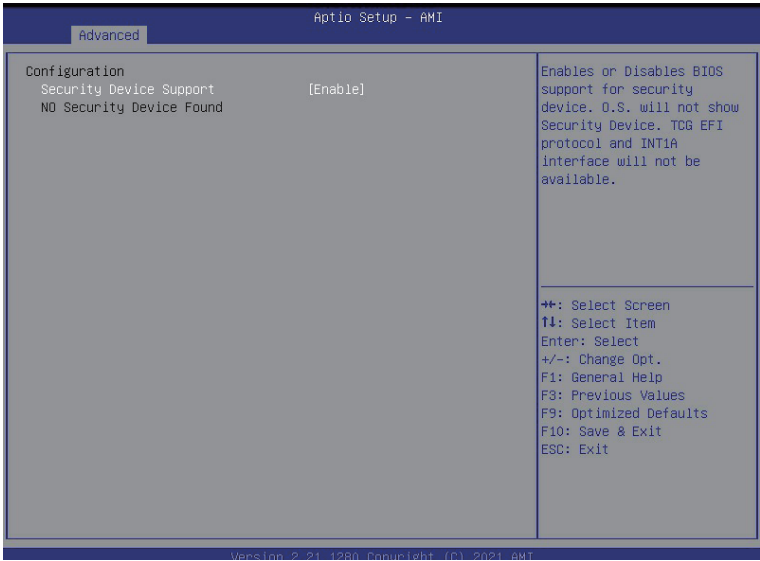 Aptio Setup – AMI
Advanced
Configuration
Security Device Support [Enable]
NO Security Device Found
Enables or Disables BIOS
support for security
device. O.S. will not show
Security Device. TCG EFI
protocol and INT1A
interface will not be
available.
→←: Select Screen
↑↓: Select Item
Enter: Select
+/-: Change Opt.
F1: General Help
F3: Previous Values
F9: Optimized Defaults
F10: Save & Exit
ESC: Exit
Version 2.21.1280 Copyright (C) 2021 AMI